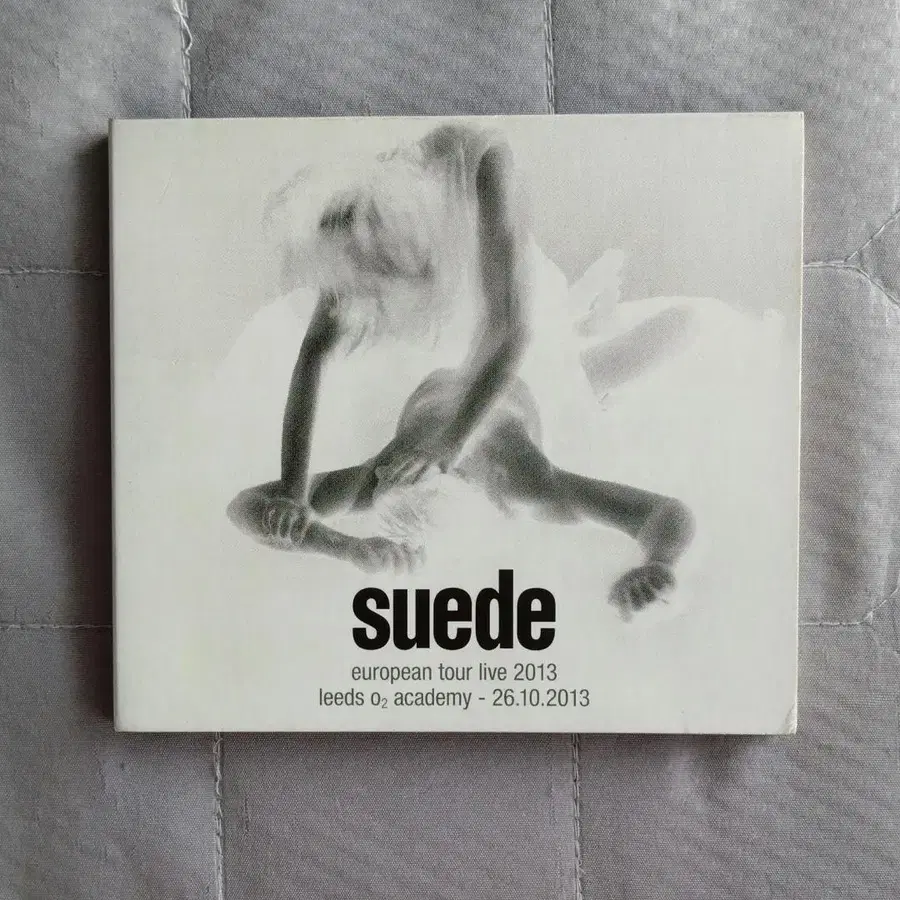 suede
european tour live 2013
leeds o₂ academy - 26.10.2013